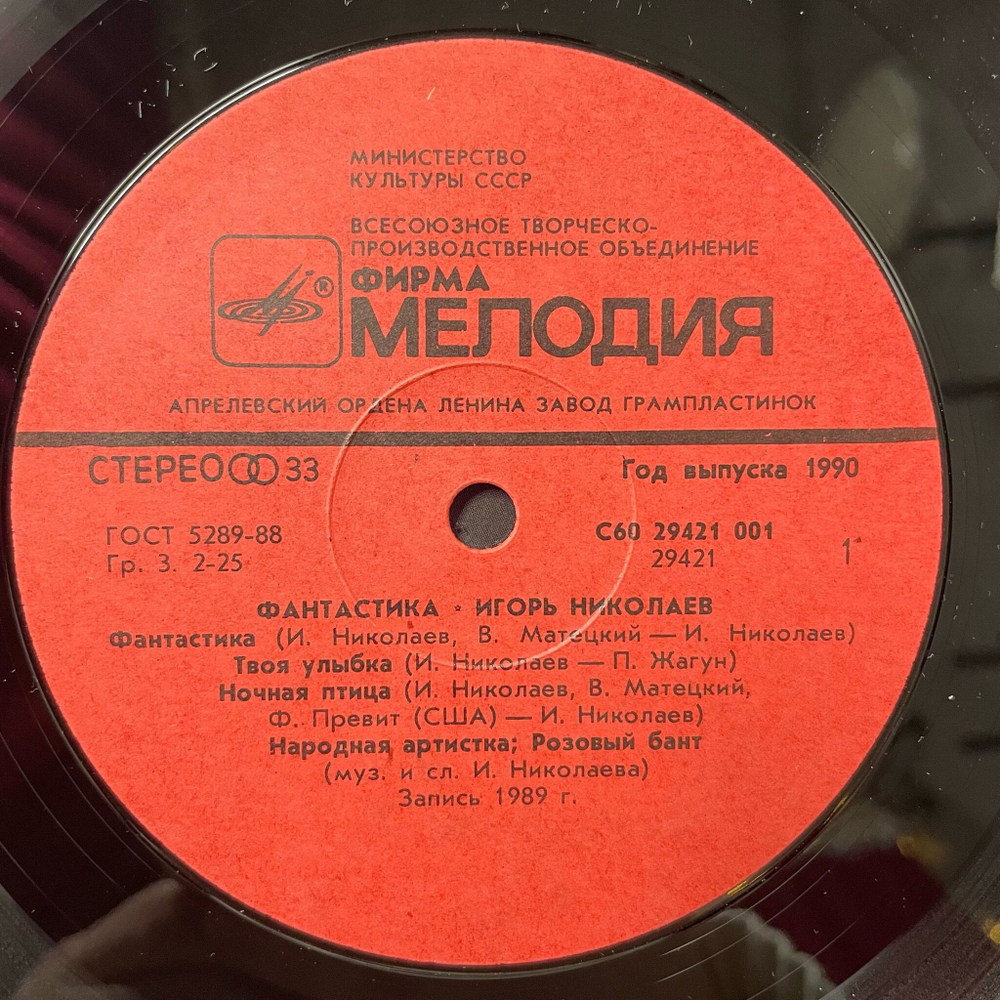 МИНИСТЕРСТВО
КУЛЬТУРЫ СССР
ВСЕСОЮЗНОЕ ТВОРЧЕСКО-
ПРОИЗВОДСТВЕННОЕ ОБЪЕДИНЕНИЕ
®
ФИРМА
МЕЛОДИЯ
АПРЕЛЕВСКИЙ ОРДЕНА ЛЕНИНА ЗАВОД ГРАМПЛАСТИНОК
СТЕРЕО 33
Год выпуска 1990
ГОСТ 5289-88
С60 29421 001
Гр. 3. 2-25
29421
1
ФАНТАСТИКА • ИГОРЬ НИКОЛАЕВ
Фантастика (И. Николаев, В. Матецкий — И. Николаев)
Твоя улыбка (И. Николаев — П. Жагун)
Ночная птица (И. Николаев, В. Матецкий,
Ф. Превит (США) — И. Николаев)
Народная артистка; Розовый бант
(муз. и сл. И. Николаева)
Запись 1989 г.